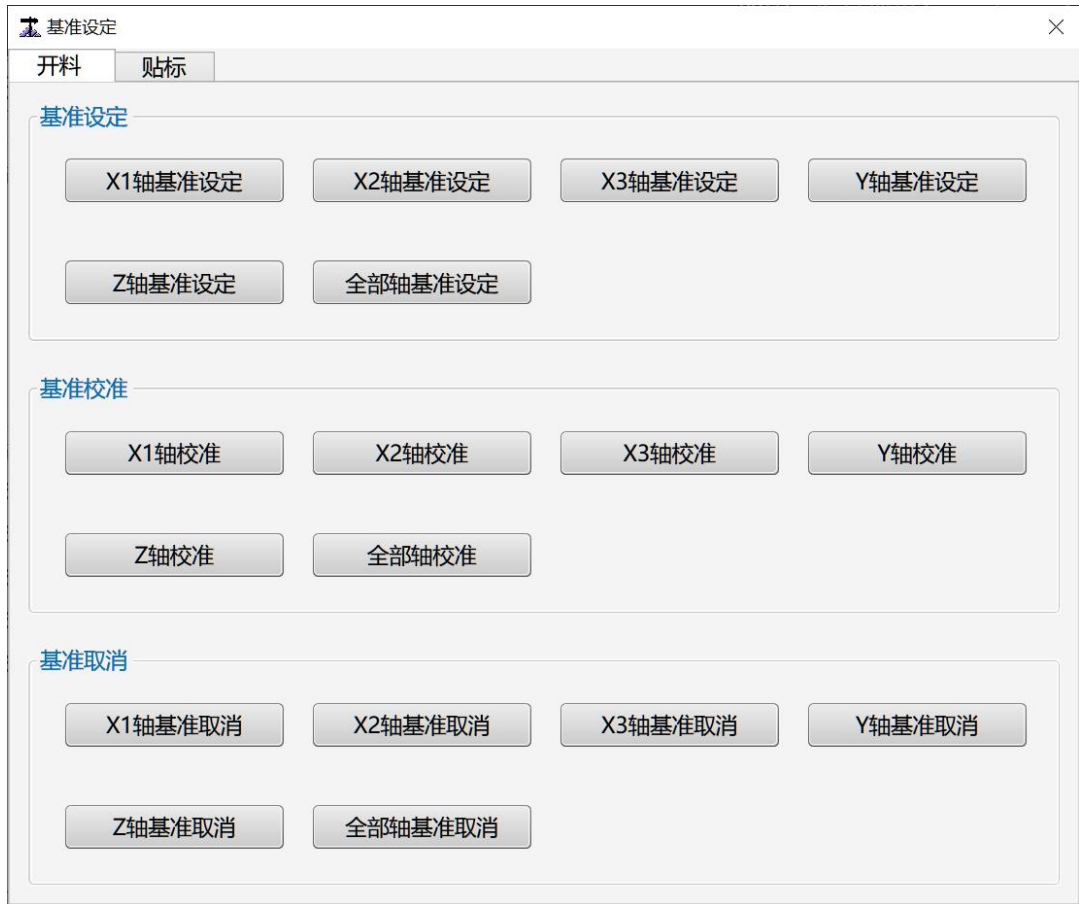 基准设定
开料 贴标
基准设定
X1轴基准设定 X2轴基准设定 X3轴基准设定 Y轴基准设定
Z轴基准设定 全部轴基准设定
基准校准
X1轴校准 X2轴校准 X3轴校准 Y轴校准
Z轴校准 全部轴校准
基准取消
X1轴基准取消 X2轴基准取消 X3轴基准取消 Y轴基准取消
Z轴基准取消 全部轴基准取消